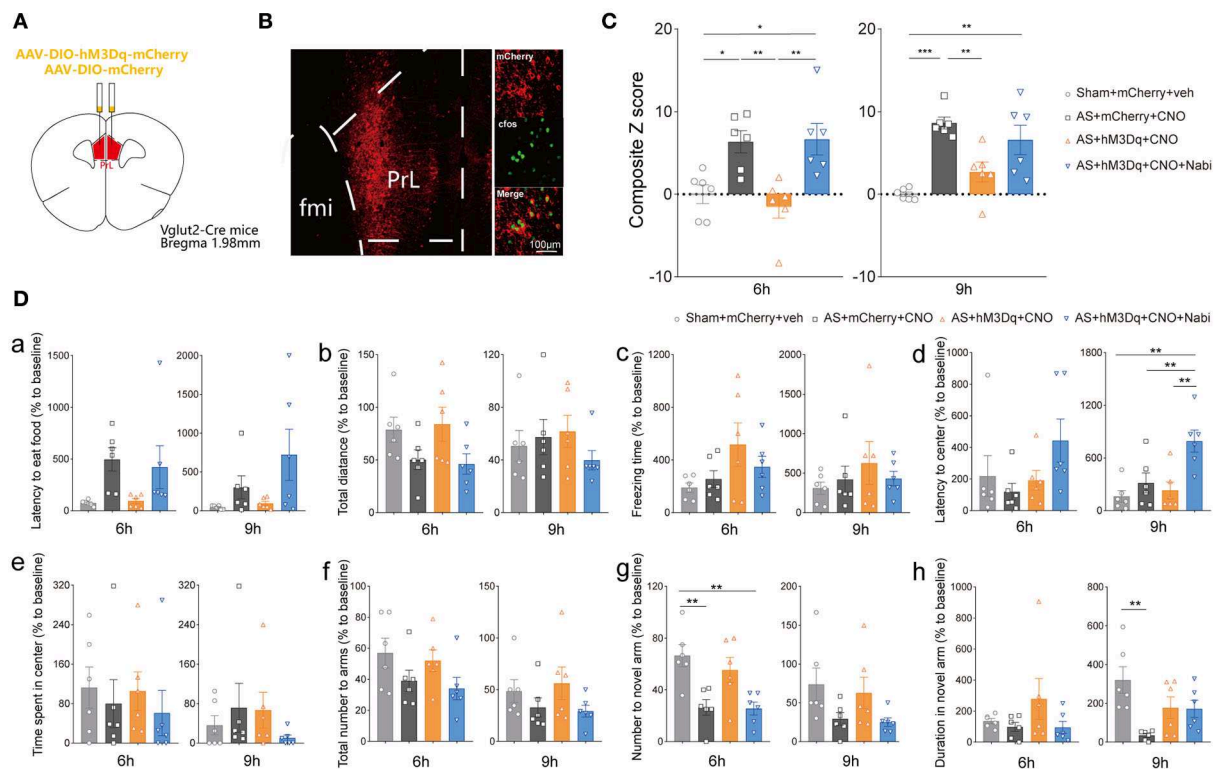 A
AAV-DIO-hM3Dq-mCherry
AAV-DIO-mCherry
PrL
Vglut2-Cre mice
Bregma 1.98mm
B
fmi
PrL
mCherry
cfos
Merge
100μm
C
Composite Z score
20
10
0
-10
*
*
**
**
6h
20
10
0
-10
**
***
**
9h
Sham+mCherry+veh
AS+mCherry+CNO
AS+hM3Dq+CNO
AS+hM3Dq+CNO+Nabi
D
Sham+mCherry+veh AS+mCherry+CNO AS+hM3Dq+CNO AS+hM3Dq+CNO+Nabi
a
Latency to eat food (% to baseline)
1500
1000
500
0
6h
2000
1500
1000
500
0
9h
b
Total distance (% to baseline)
150
100
50
0
6h
120
80
40
0
9h
c
Freezing time (% to baseline)
1200
900
600
300
0
6h
2000
1500
1000
500
0
9h
d
Latency to center (% to baseline)
1000
800
600
400
200
0
6h
1800
1200
600
0
**
**
**
9h
e
Time spent in center (% to baseline)
320
240
160
80
0
6h
320
240
160
80
0
9h
f
Total number to arms (% to baseline)
100
80
60
40
20
0
6h
150
100
50
0
9h
g
Number to novel arm (% to baseline)
120
80
40
0
**
**
6h
200
150
100
50
0
9h
h
Duration in novel arm (% to baseline)
1000
800
600
400
200
0
6h
900
600
400
200
0
**
9h